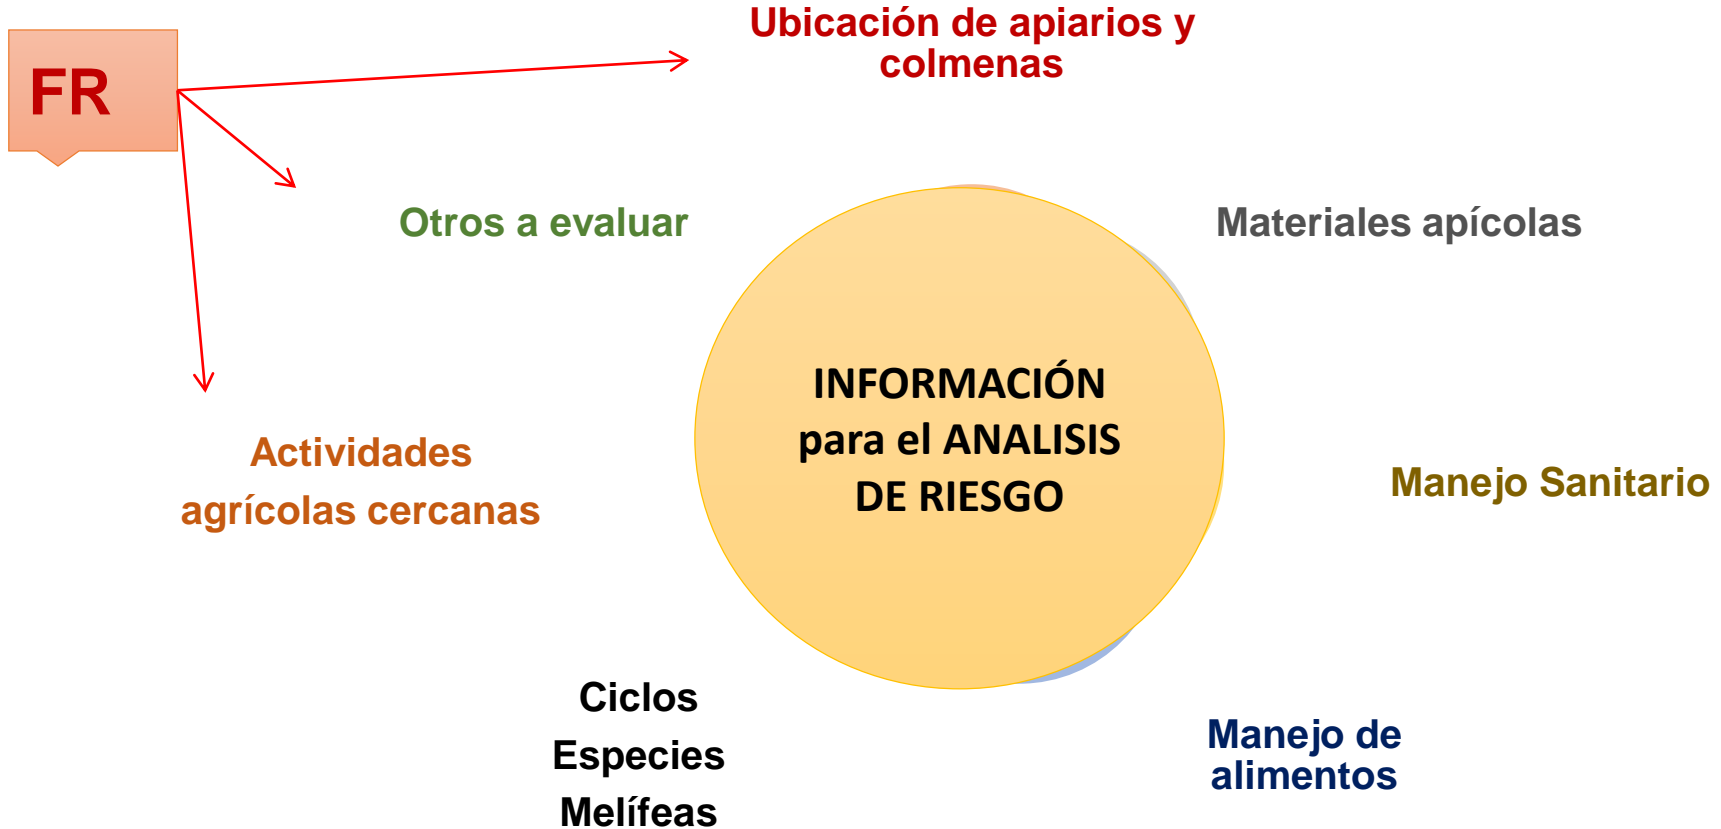 FR
Ubicación de apiarios y
colmenas
Otros a evaluar
Materiales apícolas
INFORMACIÓN
para el ANALISIS
DE RIESGO
Actividades
agrícolas cercanas
Manejo Sanitario
Ciclos
Especies
Melífeas
Manejo de
alimentos